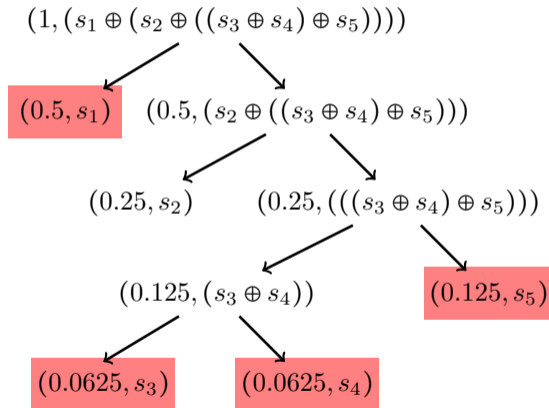 (1, (s₁ ⊕ (s₂ ⊕ ((s₃ ⊕ s₄) ⊕ s₅))))
(0.5, s₁) (0.5, (s₂ ⊕ ((s₃ ⊕ s₄) ⊕ s₅)))
(0.25, s₂) (0.25, (((s₃ ⊕ s₄) ⊕ s₅)))
(0.125, (s₃ ⊕ s₄)) (0.125, s₅)
(0.0625, s₃) (0.0625, s₄)